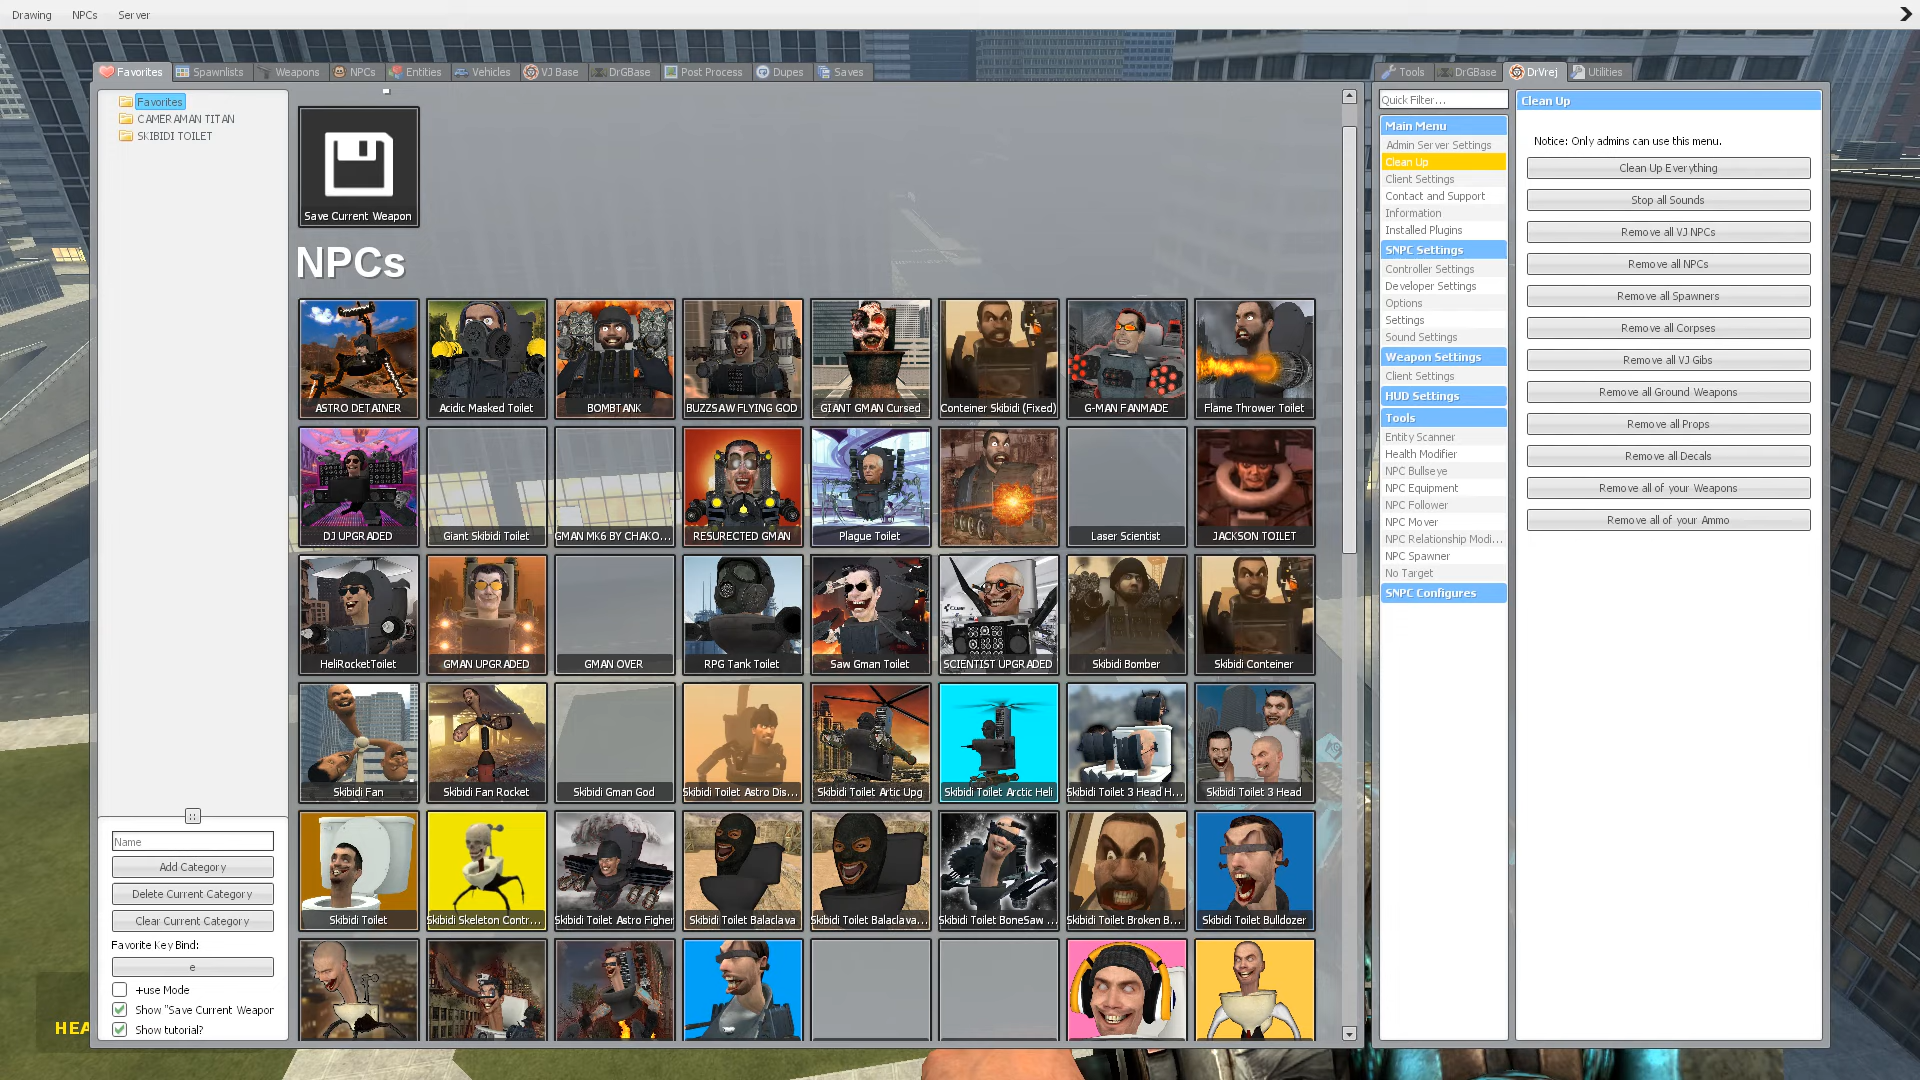 Drawing NPCs Server
Favorites Spawnlists Weapons NPCs Entities Vehicles VJ Base DrGBase Post Process Dupes Saves
Tools DrGBase DrVrej Utilities
Favorites
CAMERAMAN TITAN
SKIBIDI TOILET
Save Current Weapon
NPCs
ASTRO DETAINER
Acidic Masked Toilet
BOMBTANK
BUZZSAW FLYING GOD
GIANT GMAN Cursed
Conteiner Skibidi (Fixed)
G-MAN FANMADE
Flame Thrower Toilet
DJ UPGRADED
Giant Skibidi Toilet
GMAN MK6 BY CHAKO...
RESURECTED GMAN
Plague Toilet
Laser Scientist
JACKSON TOILET
HeliRocketToilet
GMAN UPGRADED
GMAN OVER
RPG Tank Toilet
Saw Gman Toilet
SCIENTIST UPGRADED
Skibidi Bomber
Skibidi Conteiner
Skibidi Fan
Skibidi Fan Rocket
Skibidi Gman God
Skibidi Toilet Astro Dis...
Skibidi Toilet Artic Upg
Skibidi Toilet Arctic Heli
Skibidi Toilet 3 Head H...
Skibidi Toilet 3 Head
Skibidi Toilet
Skibidi Skeleton Contr...
Skibidi Toilet Astro Figher
Skibidi Toilet Balaclava
Skibidi Toilet Balaclava...
Skibidi Toilet BoneSaw ...
Skibidi Toilet Broken B...
Skibidi Toilet Bulldozer
Name
Add Category
Delete Current Category
Clear Current Category
Favorite Key Bind:
e
+use Mode
Show "Save Current Weapon
Show tutorial?
HEA
Quick Filter...
Main Menu
Admin Server Settings
Clean Up
Client Settings
Contact and Support
Information
Installed Plugins
SNPC Settings
Controller Settings
Developer Settings
Options
Settings
Sound Settings
Weapon Settings
Client Settings
HUD Settings
Tools
Entity Scanner
Health Modifier
NPC Bullseye
NPC Equipment
NPC Follower
NPC Mover
NPC Relationship Modi...
NPC Spawner
No Target
SNPC Configures
Clean Up
Notice: Only admins can use this menu.
Clean Up Everything
Stop all Sounds
Remove all VJ NPCs
Remove all NPCs
Remove all Spawners
Remove all Corpses
Remove all VJ Gibs
Remove all Ground Weapons
Remove all Props
Remove all Decals
Remove all of your Weapons
Remove all of your Ammo